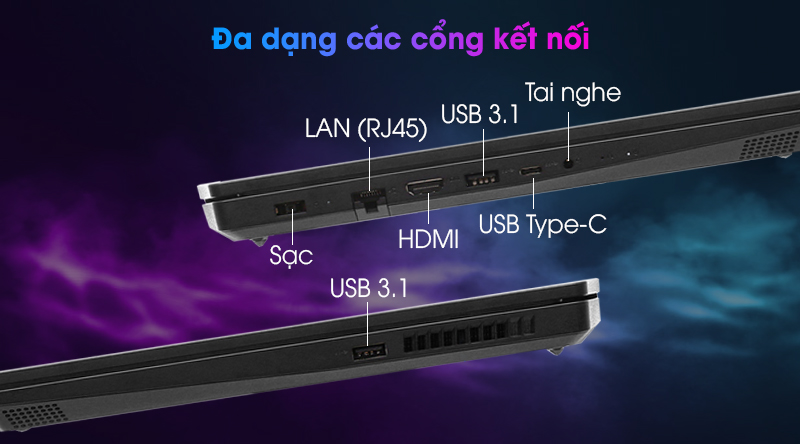 Đa dạng các cổng kết nối
Tai nghe
USB 3.1
LAN (RJ45)
USB Type-C
HDMI
Sạc
USB 3.1